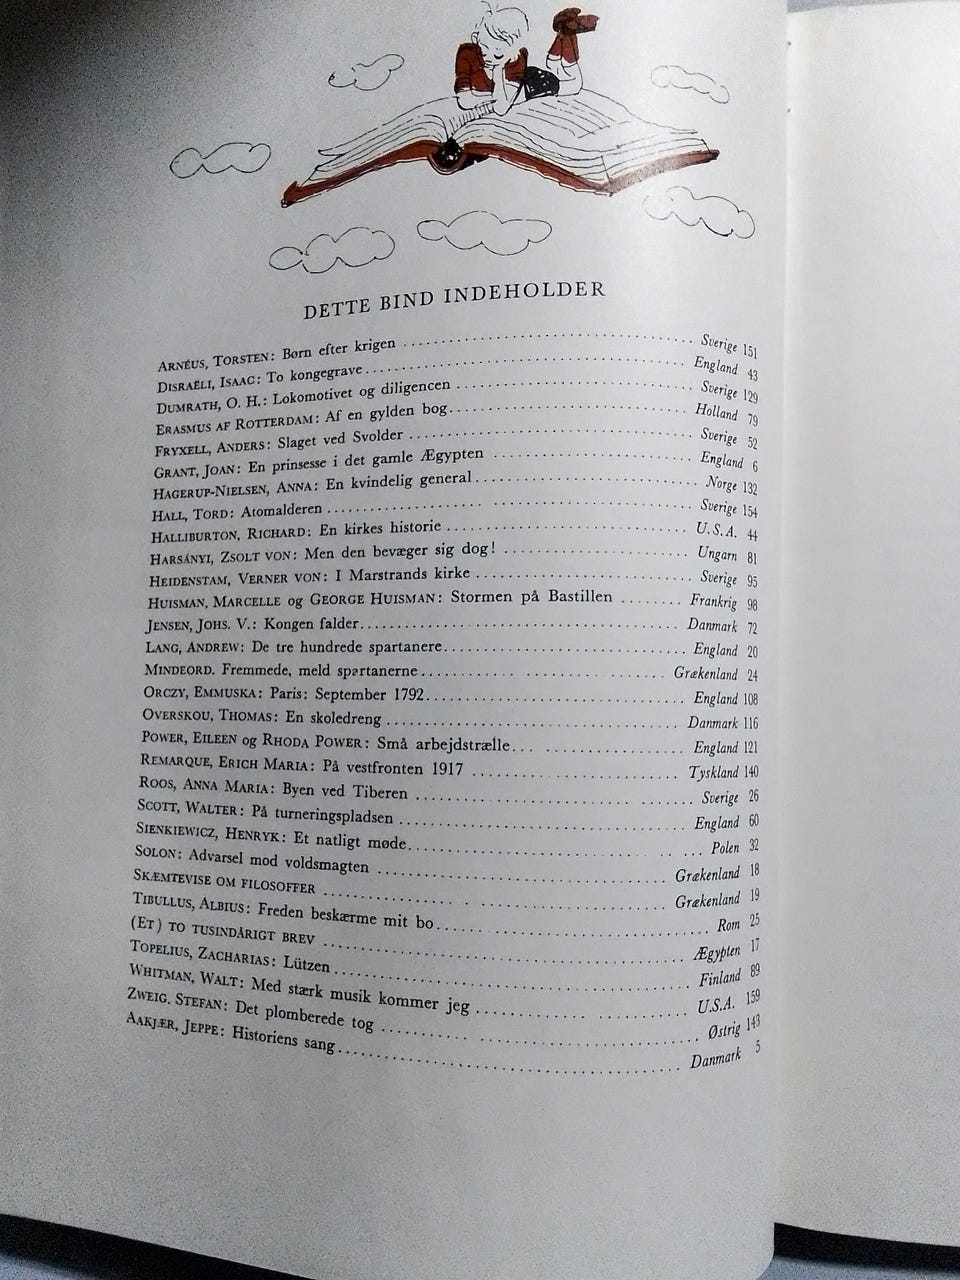 DETTE BIND INDEHOLDER
ARNÉUS, TORSTEN: Børn efter krigen Sverige 151
DISRAËLI, ISAAC: To kongegrave Engeland 43
DUMRATH, O. H.: Lokomotivet og diligencen Sverige 129
ERASMUS AF ROTTERDAM: Af en gylden bog Holland 79
FRYXELL, ANDERS: Slaget ved Svolder Sverige 52
GRANT, JOAN: En prinsesse i det gamle Ægypten England 6
HAGERUP-NIELSEN, ANNA: En kvindelig general Norge 132
HALL, TORD: Atomalderen Sverige 154
HALLIBURTON, RICHARD: En kirkes historie U.S.A. 44
HARSÁNYI, ZSOLT VON: Men den bevæger sig dog! Ungarn 81
HEIDENSTAM, VERNER VON: I Marstrands kirke Sverige 95
HUISMAN, MARCELLE og GEORGE HUISMAN: Stormen på Bastillen Frankrig 98
JENSEN, JOHS. V.: Kongen falder Danmark 72
LANG, ANDREW: De tre hundrede spartanere England 20
MINDEORD. Fremmede, meld spartanerne Grækenland 24
ORCZY, EMMUSKA: Paris: September 1792 England 108
OVERSKOU, THOMAS: En skoledreng Danmark 116
POWER, EILEEN og RHODA POWER: Små arbejdstrælle England 121
REMARQUE, ERICH MARIA: På vestfronten 1917 Tyskland 140
ROOS, ANNA MARIA: Byen ved Tiberen Sverige 26
SCOTT, WALTER: På turneringspladsen England 60
SIENKIEWICZ, HENRYK: Et natligt møde Polen 32
SOLON: Advarsel mod voldsmagten Grækenland 18
SKÆMTEVISE OM FILOSOFFER Grækenland 19
TIBULLUS, ALBIUS: Freden beskærme mit bo Rom 25
(ET) TO TUSINDÅRIGT BREV Ægypten 17
TOPELIUS, ZACHARIAS: Lützen Finland 89
WHITMAN, WALT: Med stærk musik kommer jeg U.S.A. 159
ZWEIG, STEFAN: Det plomberede tog Østrig 143
AAKJÆR, JEPPE: Historiens sang Danmark 5